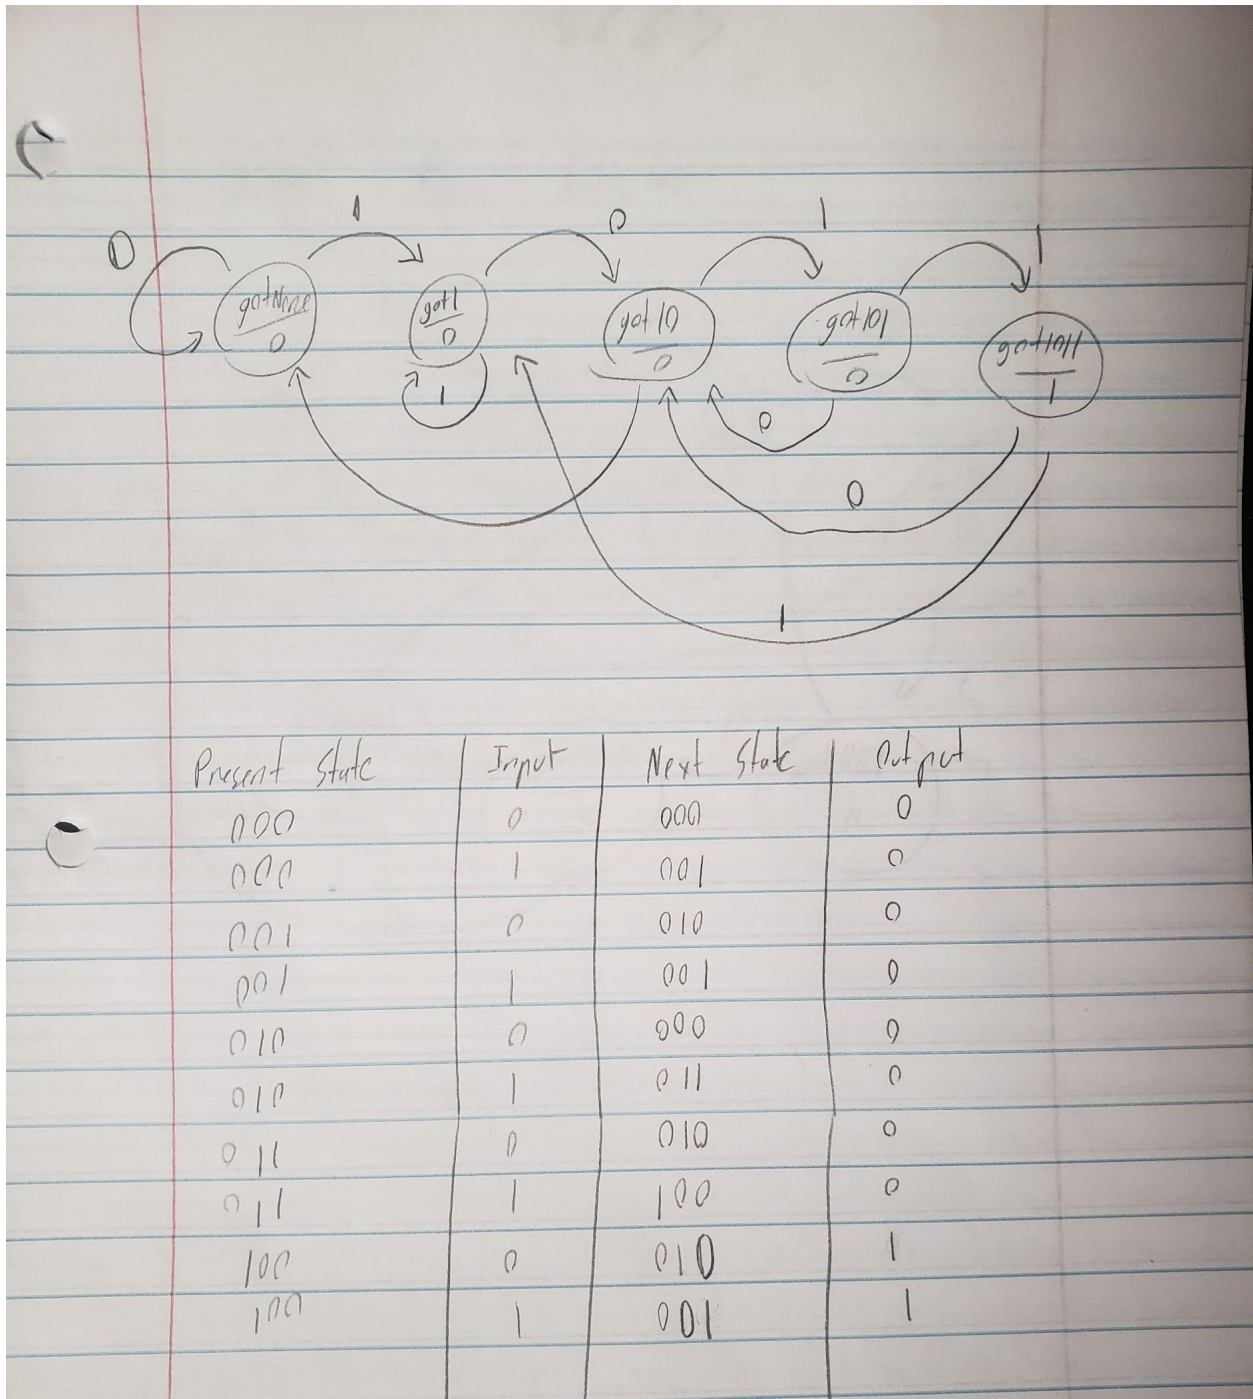 1 0 1 1
0
gotNone got1 got10 got101 got1011
0 0 0 0 1
1 0
0
1
Present State Input Next State Output
000 0 000 0
000 1 001 0
001 0 010 0
001 1 001 0
010 0 000 0
010 1 011 0
011 0 010 0
011 1 100 0
100 0 010 1
100 1 001 1